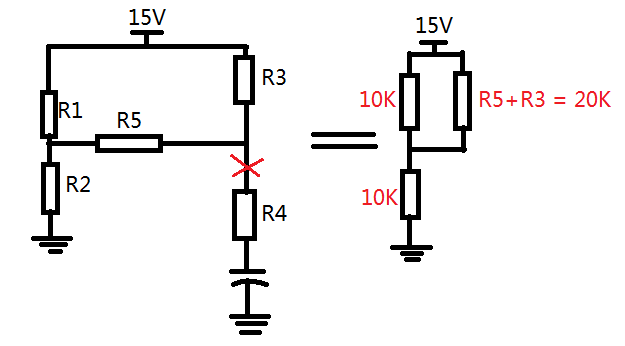 15V
R1
R5
R3
R2
R4
15V
10K
R5+R3 = 20K
10K